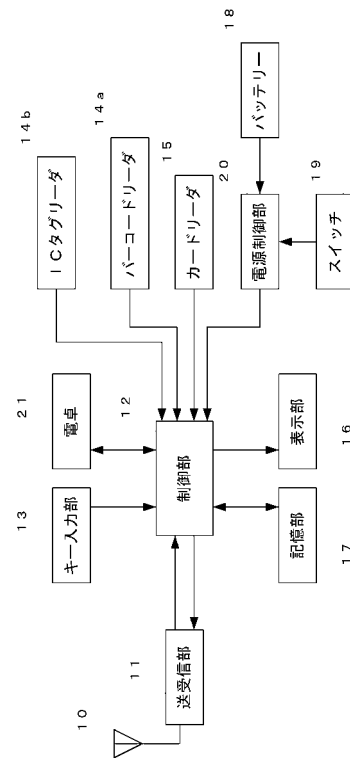 13
21
14b
キー入力部
電卓
ICタグリーダ
10
14a
11
12
バーコードリーダ
15
送受信部
制御部
カードリーダ
20
18
電源制御部
バッテリー
記憶部
表示部
19
スイッチ
17
16